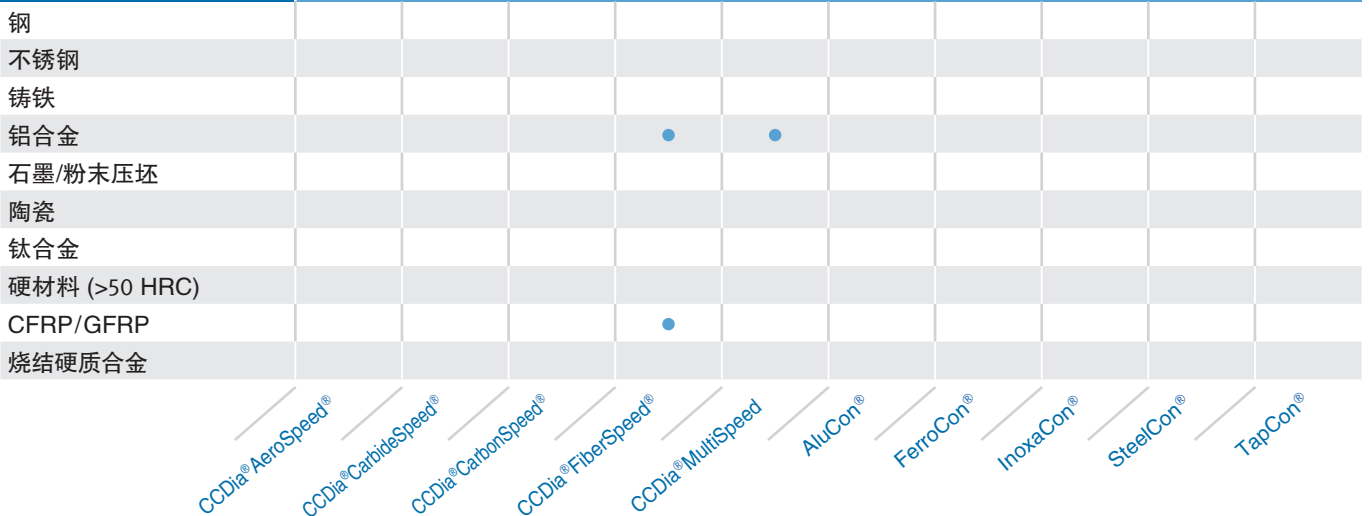 钢
不锈钢
铸铁
铝合金
石墨/粉末压坯
陶瓷
钛合金
硬材料 (>50 HRC)
CFRP/GFRP
烧结硬质合金
CCDia®AeroSpeed®
CCDia®CarbideSpeed®
CCDia®CarbonSpeed®
CCDia®FiberSpeed®
CCDia®MultiSpeed
AluCon®
FerroCon®
InoxaCon®
SteelCon®
TapCon®